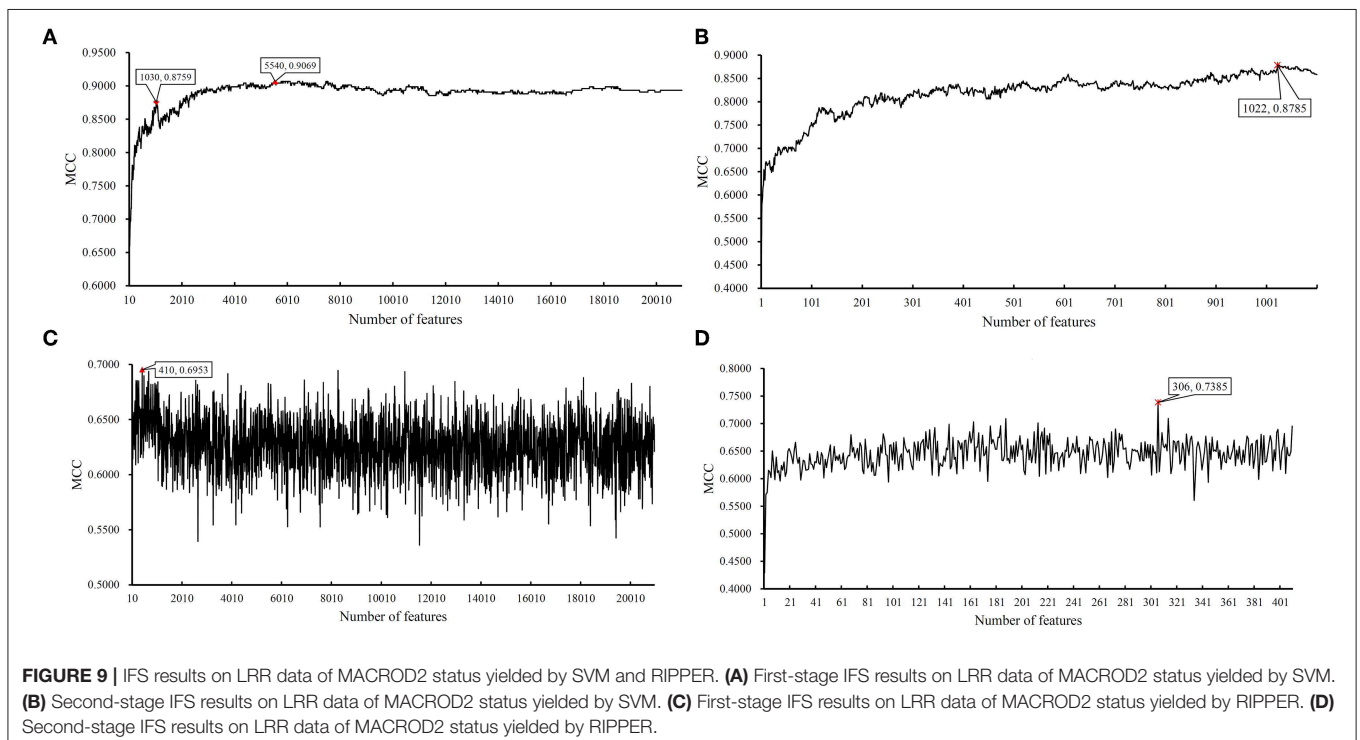 A
MCC
0.9500
0.9000
0.8500
0.8000
0.7500
0.7000
0.6500
0.6000
1030, 0.8759
5540, 0.9069
10 2010 4010 6010 8010 10010 12010 14010 16010 18010 20010
Number of features
B
MCC
0.9000
0.8500
0.8000
0.7500
0.7000
0.6500
0.6000
0.5500
0.5000
0.4500
0.4000
1022, 0.8785
1 101 201 301 401 501 601 701 801 901 1001
Number of features
C
MCC
0.7000
0.6500
0.6000
0.5500
0.5000
410, 0.6953
10 2010 4010 6010 8010 10010 12010 14010 16010 18010 20010
Number of features
D
MCC
0.8000
0.7500
0.7000
0.6500
0.6000
0.5500
0.5000
0.4500
0.4000
306, 0.7385
1 21 41 61 81 101 121 141 161 181 201 221 241 261 281 301 321 341 361 381 401
Number of features
FIGURE 9 | IFS results on LRR data of MACROD2 status yielded by SVM and RIPPER. (A) First-stage IFS results on LRR data of MACROD2 status yielded by SVM.
(B) Second-stage IFS results on LRR data of MACROD2 status yielded by SVM. (C) First-stage IFS results on LRR data of MACROD2 status yielded by RIPPER. (D)
Second-stage IFS results on LRR data of MACROD2 status yielded by RIPPER.